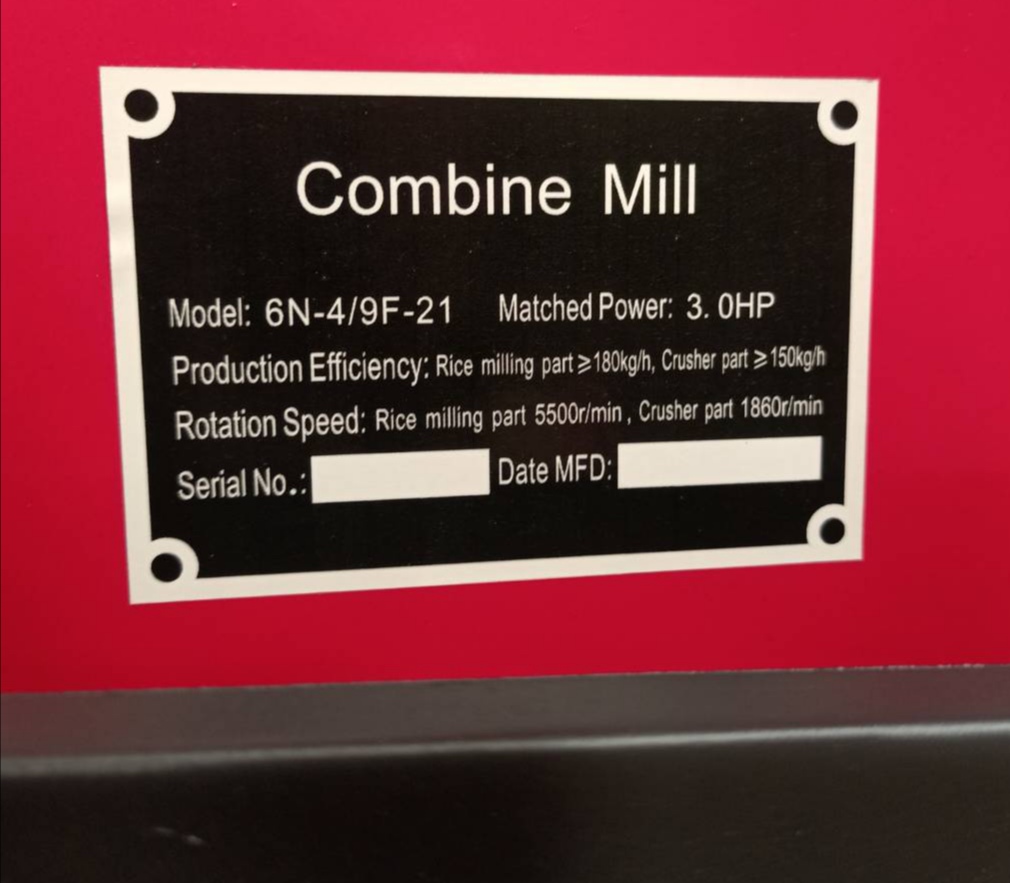 Combine Mill
Model: 6N-4/9F-21 Matched Power: 3.0HP
Production Efficiency: Rice milling part ≥180kg/h, Crusher part ≥150kg/h
Rotation Speed: Rice milling part 5500r/min, Crusher part 1860r/min
Serial No.: Date MFD: